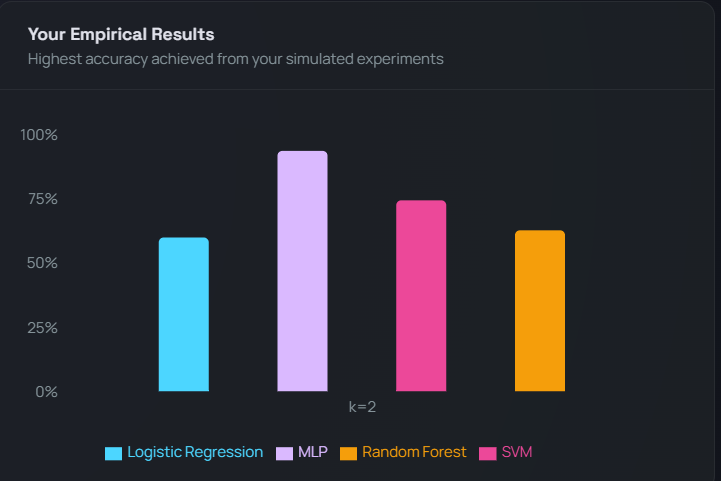 Your Empirical Results
Highest accuracy achieved from your simulated experiments
100%
75%
50%
25%
0%
k=2
Logistic Regression MLP Random Forest SVM